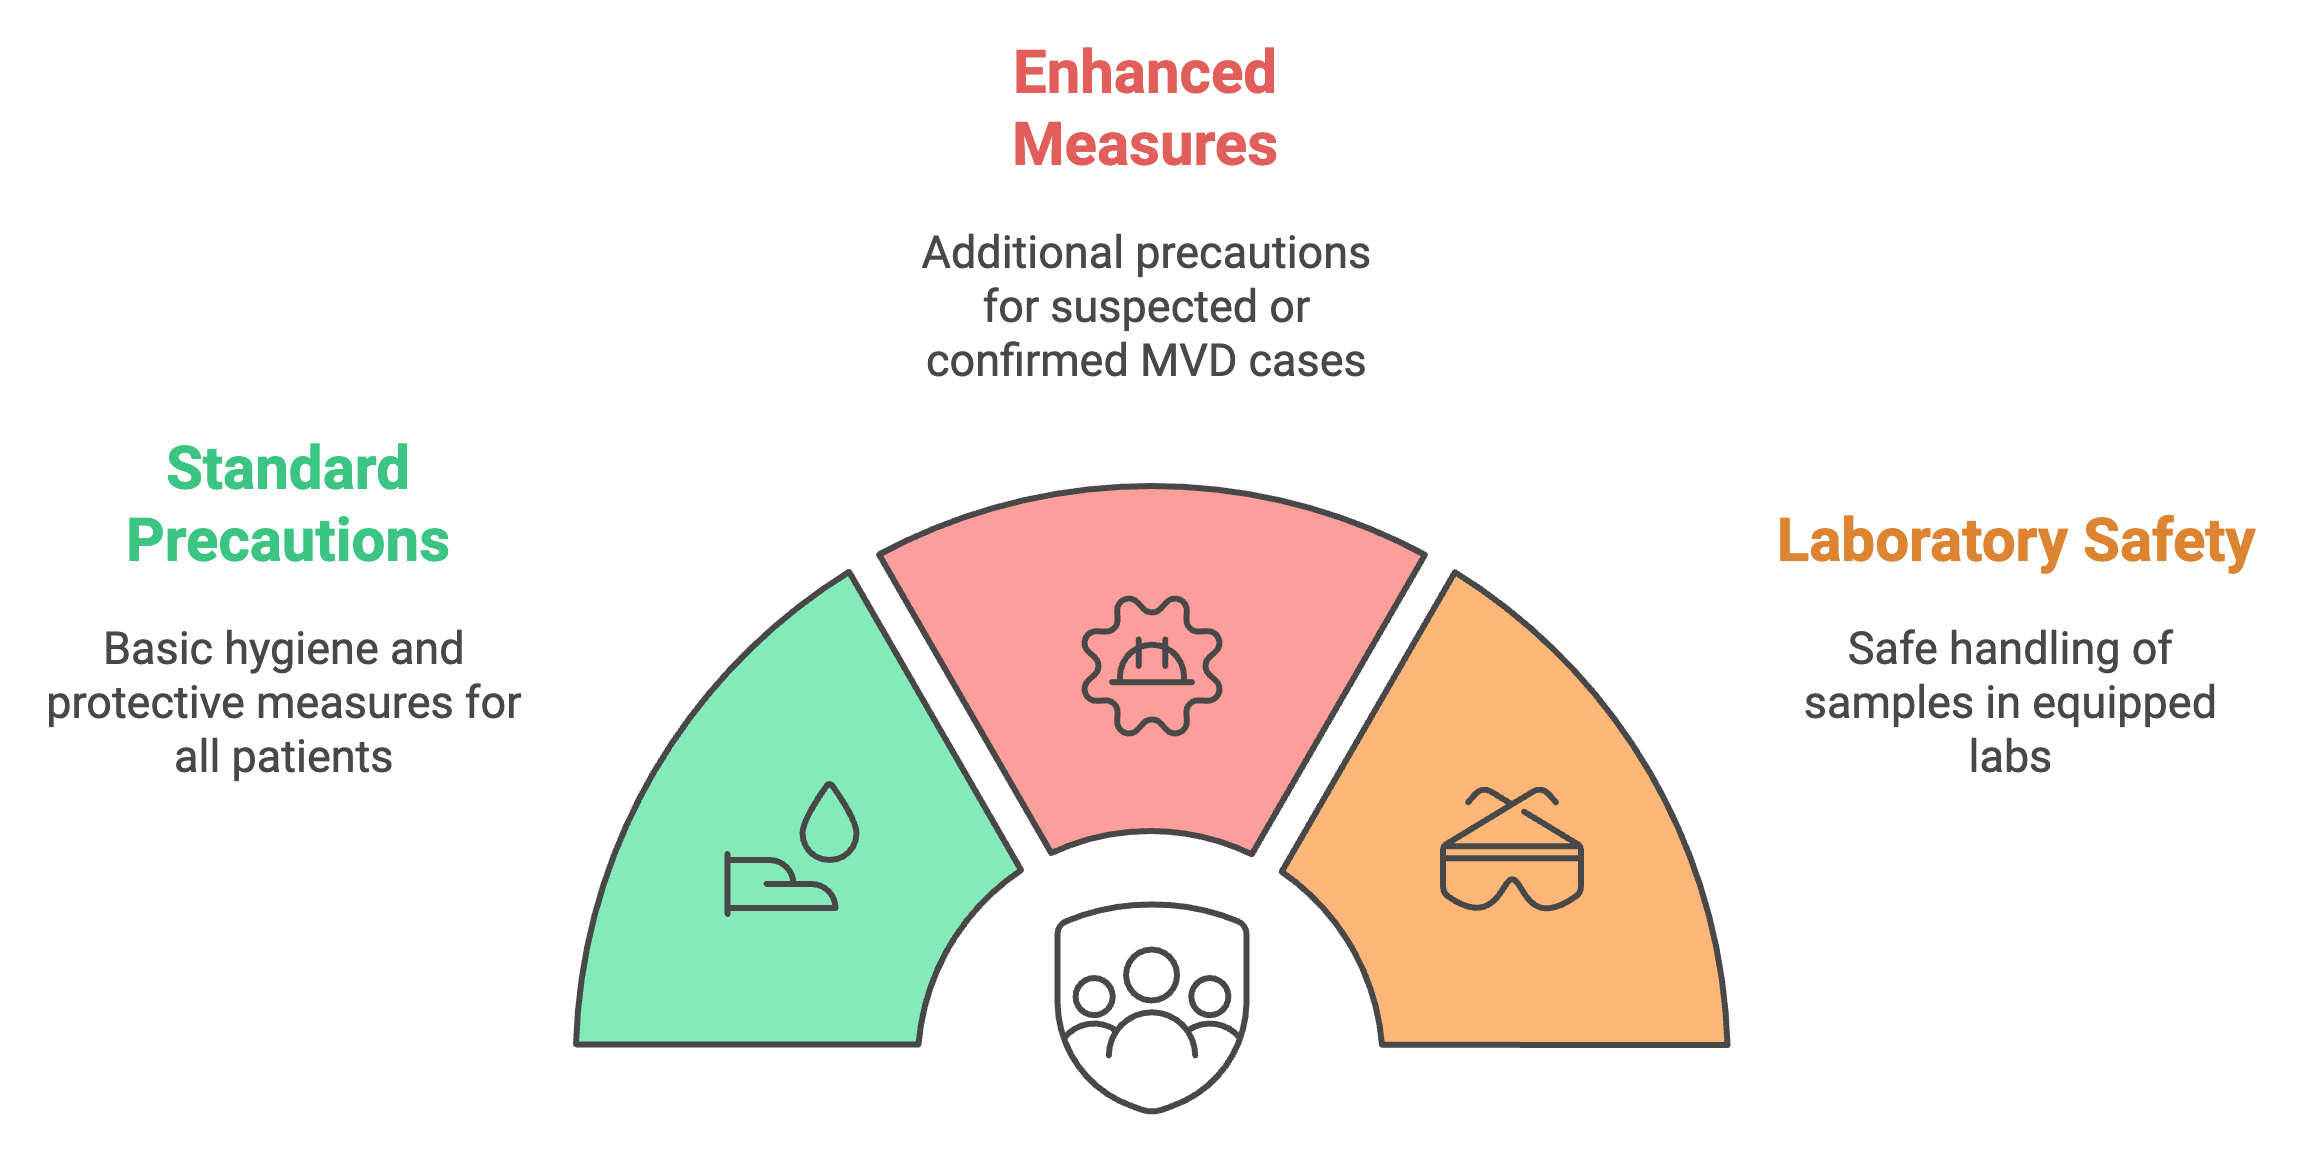 Enhanced
Measures
Additional precautions
for suspected or
confirmed MVD cases
Standard
Precautions
Basic hygiene and
protective measures for
all patients
Laboratory Safety
Safe handling of
samples in equipped
labs